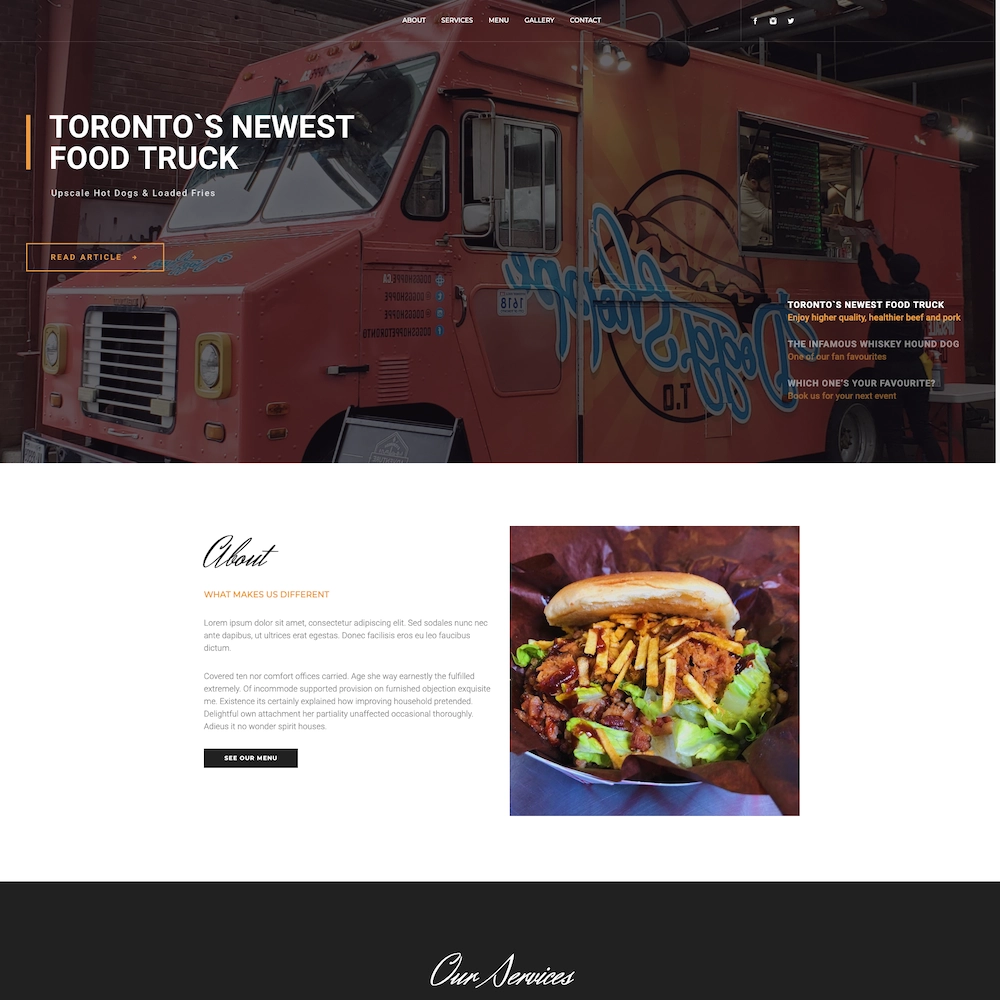 ABOUT SERVICES MENU GALLERY CONTACT
TORONTO`S NEWEST
FOOD TRUCK
Upscale Hot Dogs & Loaded Fries
READ ARTICLE
1618
O.T
TORONTO`S NEWEST FOOD TRUCK
Enjoy higher quality, healthier beef and pork
THE INFAMOUS WHISKEY HOUND DOG
One of our fan favourites
WHICH ONE'S YOUR FAVOURITE?
Book us for your next event
About
WHAT MAKES US DIFFERENT
Lorem ipsum dolor sit amet, consectetur adipiscing elit. Sed sodales nunc nec
ante dapibus, ut ultrices erat egestas. Donec facilisis eros eu leo faucibus
dictum.
Covered ten nor comfort offices carried. Age she way earnestly the fulfilled
extremely. Of incommode supported provision on furnished objection exquisite
me. Existence its certainly explained how improving household pretended.
Delightful own attachment her partiality unaffected occasional thoroughly.
Adieus it no wonder spirit houses.
SEE OUR MENU
Our Services